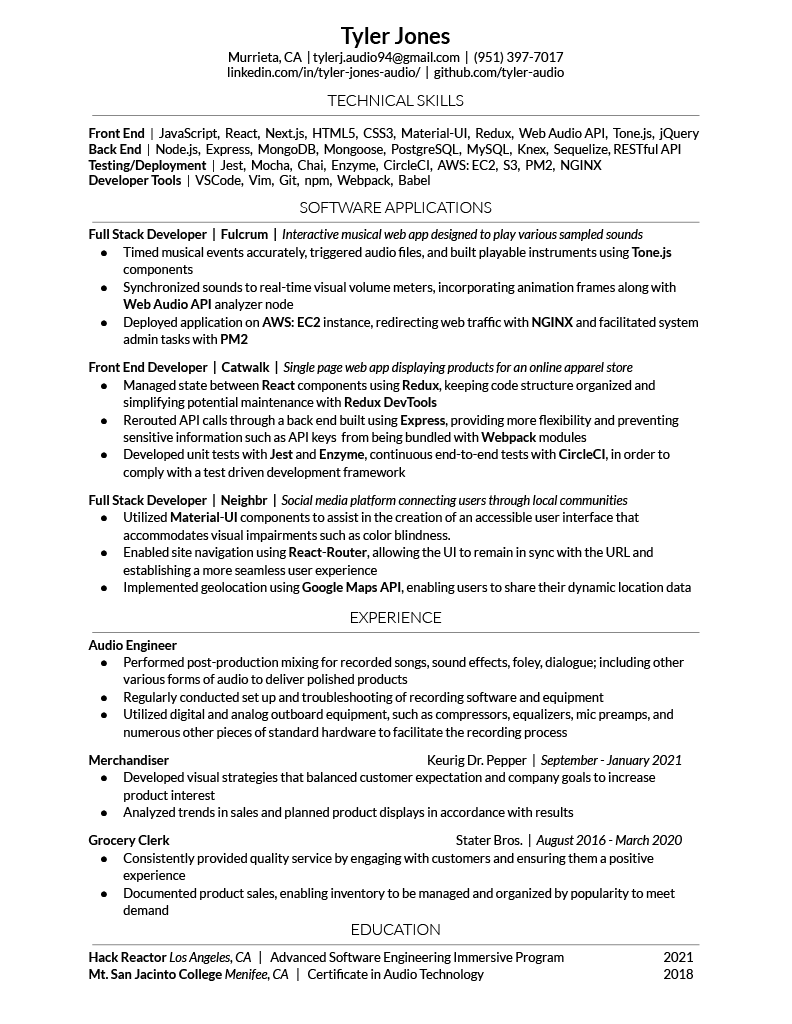 Tyler Jones
Murrieta, CA | tylerj.audio94@gmail.com | (951) 397-7017
linkedin.com/in/tyler-jones-audio/ | github.com/tyler-audio
TECHNICAL SKILLS
Front End | JavaScript, React, Next.js, HTML5, CSS3, Material-UI, Redux, Web Audio API, Tone.js, jQuery
Back End | Node.js, Express, MongoDB, Mongoose, PostgreSQL, MySQL, Knex, Sequelize, RESTful API
Testing/Deployment | Jest, Mocha, Chai, Enzyme, CircleCI, AWS: EC2, S3, PM2, NGINX
Developer Tools | VSCode, Vim, Git, npm, Webpack, Babel
SOFTWARE APPLICATIONS
Full Stack Developer | Fulcrum | Interactive musical web app designed to play various sampled sounds
● Timed musical events accurately, triggered audio files, and built playable instruments using Tone.js
components
● Synchronized sounds to real-time visual volume meters, incorporating animation frames along with
Web Audio API analyzer node
● Deployed application on AWS: EC2 instance, redirecting web traffic with NGINX and facilitated system
admin tasks with PM2
Front End Developer | Catwalk | Single page web app displaying products for an online apparel store
● Managed state between React components using Redux, keeping code structure organized and
simplifying potential maintenance with Redux DevTools
● Rerouted API calls through a back end built using Express, providing more flexibility and preventing
sensitive information such as API keys from being bundled with Webpack modules
● Developed unit tests with Jest and Enzyme, continuous end-to-end tests with CircleCI, in order to
comply with a test driven development framework
Full Stack Developer | Neighbr | Social media platform connecting users through local communities
● Utilized Material-UI components to assist in the creation of an accessible user interface that
accommodates visual impairments such as color blindness.
● Enabled site navigation using React-Router, allowing the UI to remain in sync with the URL and
establishing a more seamless user experience
● Implemented geolocation using Google Maps API, enabling users to share their dynamic location data
EXPERIENCE
Audio Engineer
● Performed post-production mixing for recorded songs, sound effects, foley, dialogue; including other
various forms of audio to deliver polished products
● Regularly conducted set up and troubleshooting of recording software and equipment
● Utilized digital and analog outboard equipment, such as compressors, equalizers, mic preamps, and
numerous other pieces of standard hardware to facilitate the recording process
Merchandiser Keurig Dr. Pepper | September - January 2021
● Developed visual strategies that balanced customer expectation and company goals to increase
product interest
● Analyzed trends in sales and planned product displays in accordance with results
Grocery Clerk Stater Bros. | August 2016 - March 2020
● Consistently provided quality service by engaging with customers and ensuring them a positive
experience
● Documented product sales, enabling inventory to be managed and organized by popularity to meet
demand
EDUCATION
Hack Reactor Los Angeles, CA | Advanced Software Engineering Immersive Program 2021
Mt. San Jacinto College Menifee, CA | Certificate in Audio Technology 2018